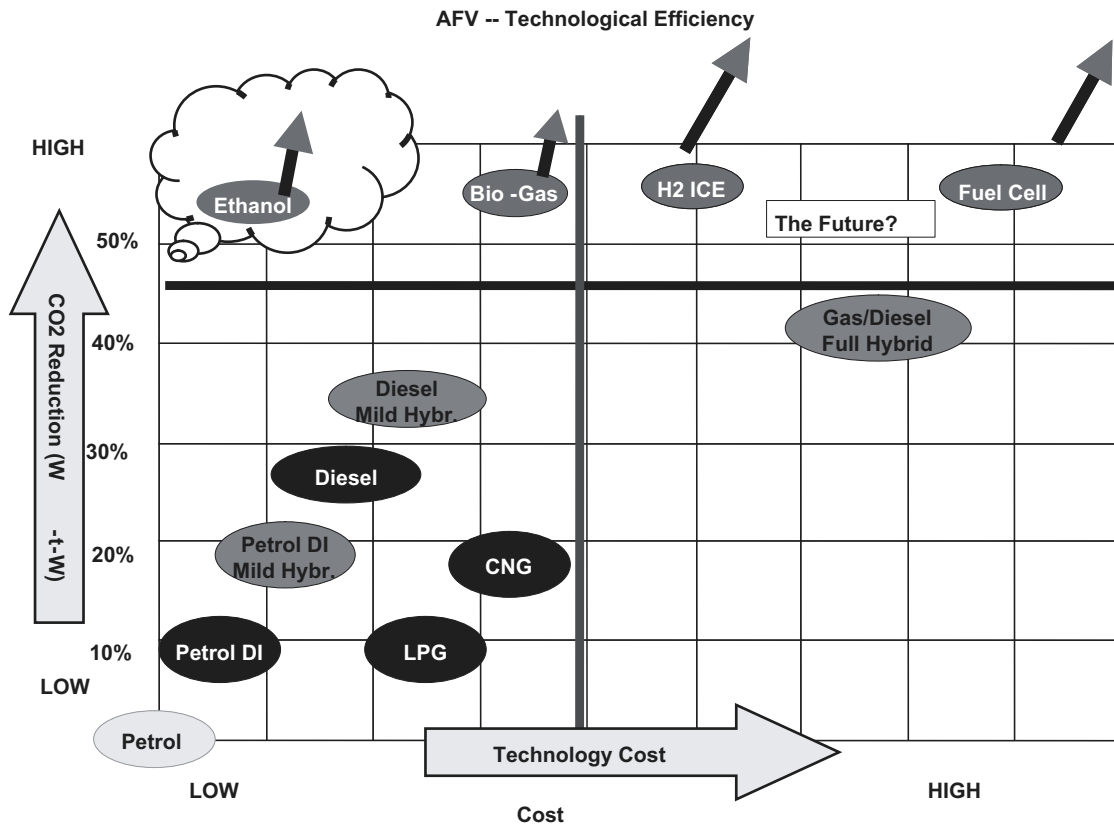 AFV -- Technological Efficiency
HIGH
Ethanol
Bio -Gas
H2 ICE
Fuel Cell
The Future?
50%
CO2 Reduction (W
-t-W)
Gas/Diesel
Full Hybrid
40%
Diesel
Mild Hybr.
30%
Diesel
Petrol DI
Mild Hybr.
20%
CNG
Petrol DI
LPG
10%
LOW
Petrol
Technology Cost
LOW
HIGH
Cost